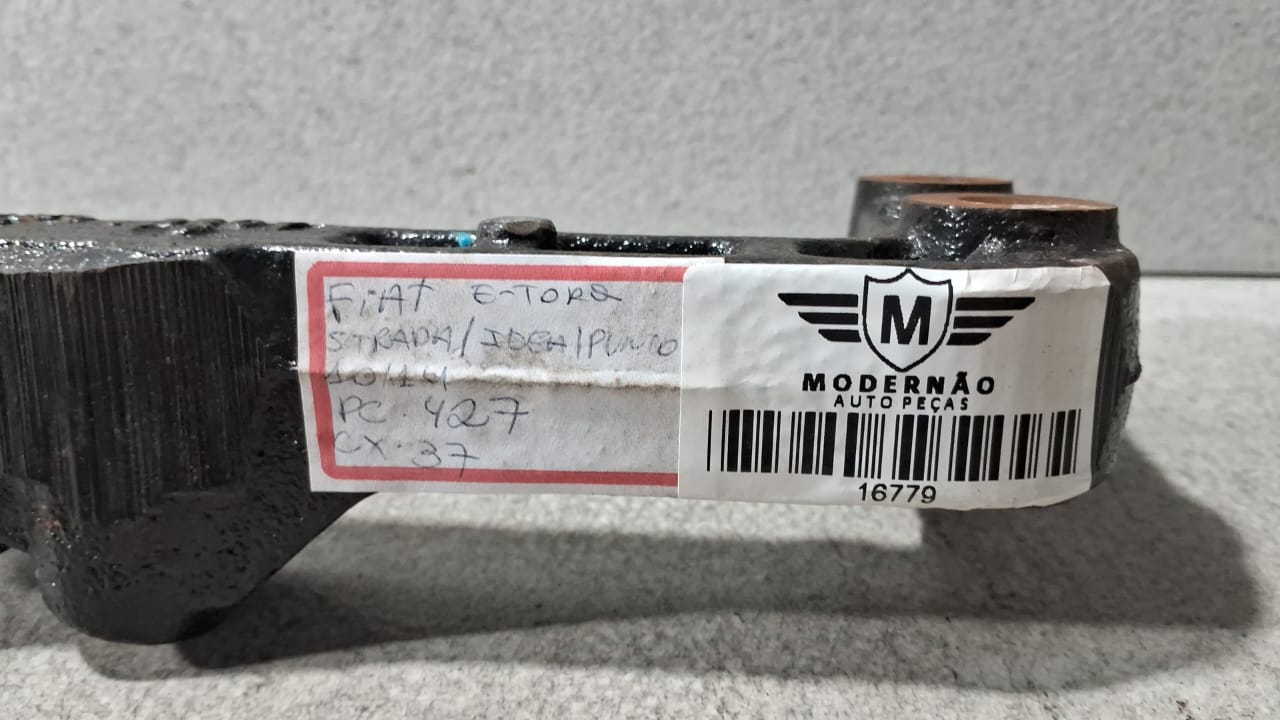 FIAT E-TORQ
STRADA/IDEA/PUNTO
10/14
PC. 427
CX. 37
M
MODERNÃO
AUTO PEÇAS
16779